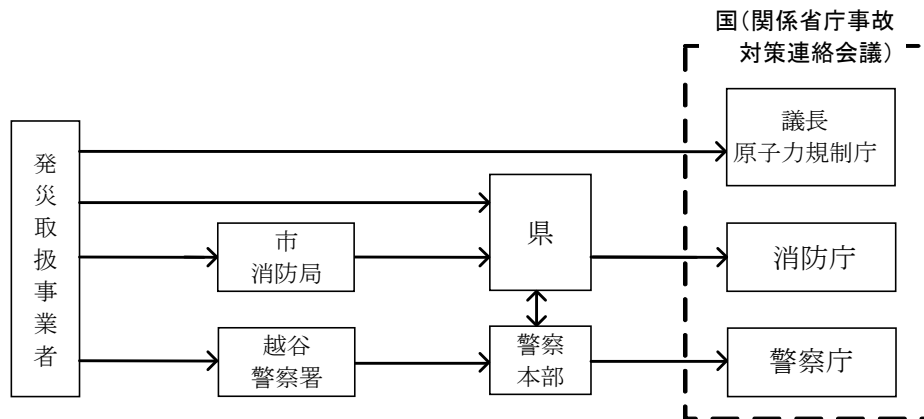 国(関係省庁事故
対策連絡会議)
発災取扱事業者
議長
原子力規制庁
県
市
消防局
消防庁
越谷
警察署
警察
本部
警察庁